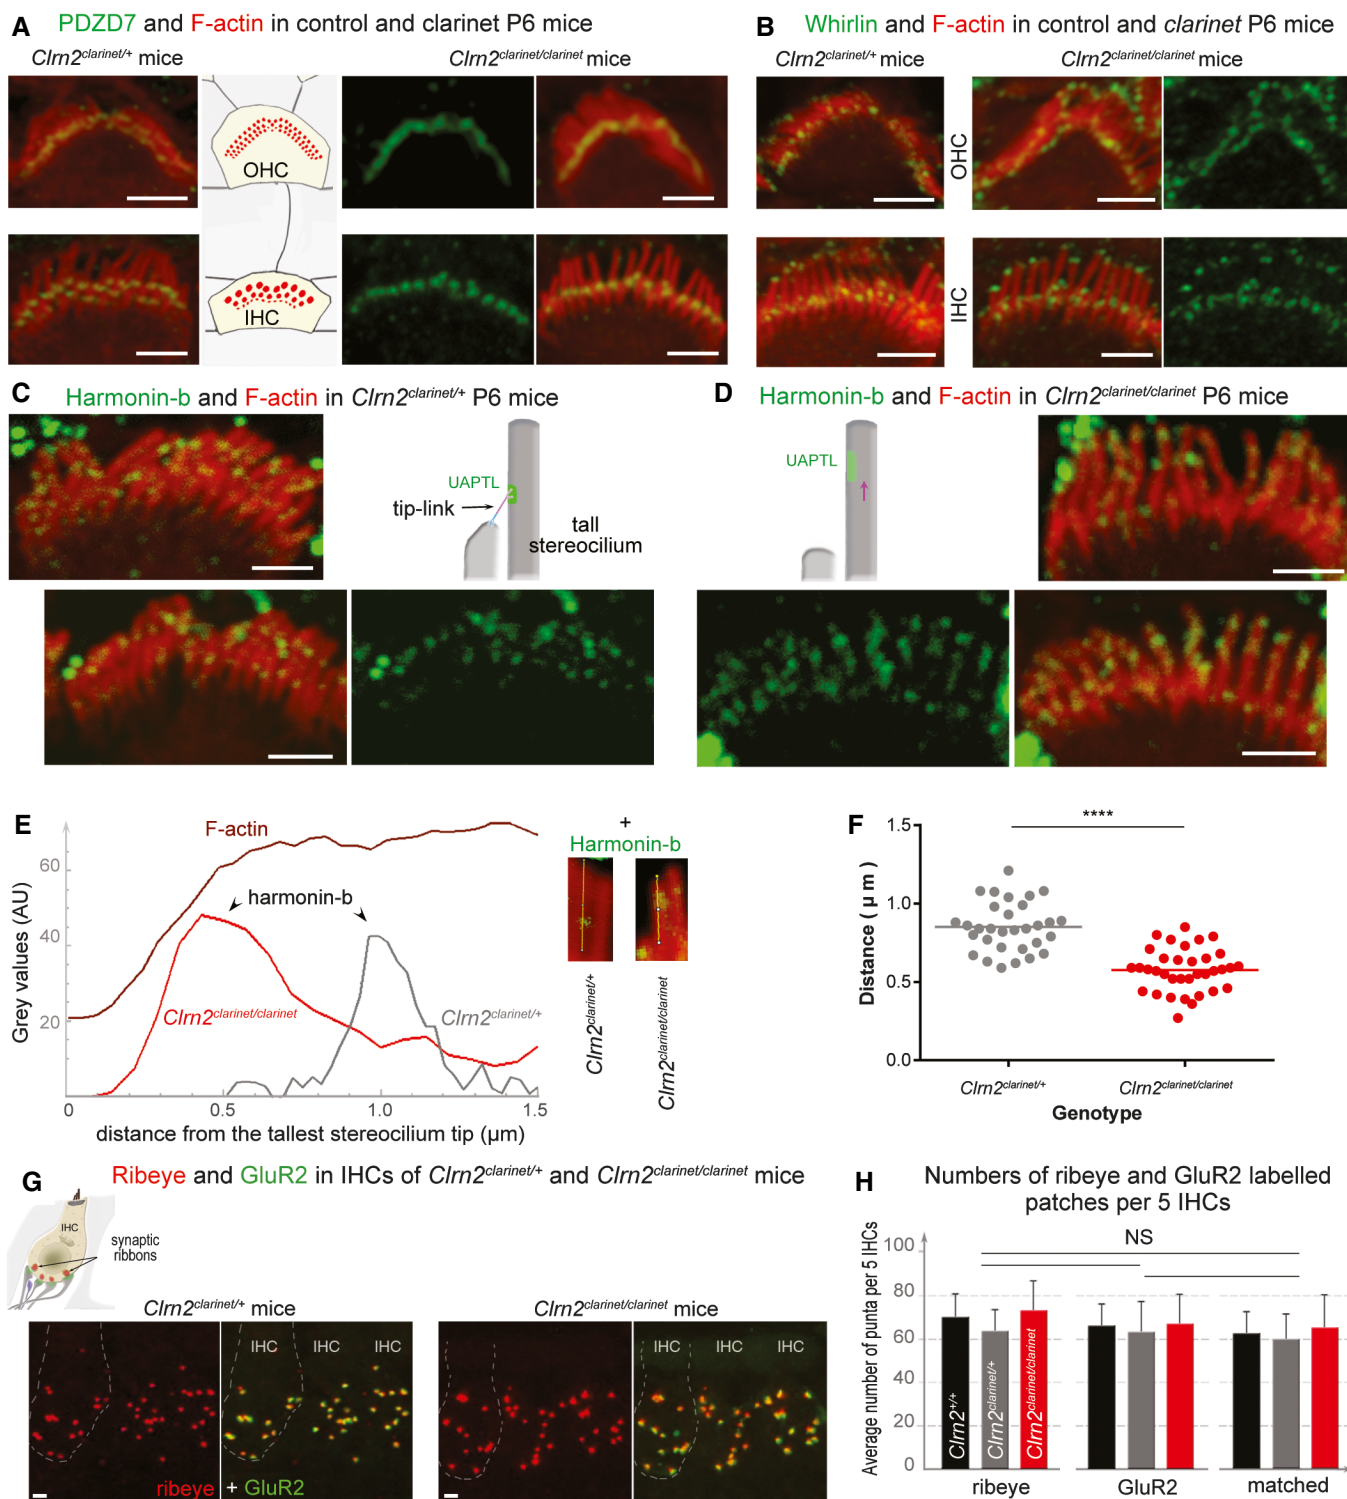 A PDZD7 and F-actin in control and clarinet P6 mice
Clrn2clarinet/+ mice
Clrn2clarinet/clarinet mice
OHC
IHC
B Whirlin and F-actin in control and clarinet P6 mice
Clrn2clarinet/+ mice
Clrn2clarinet/clarinet mice
OHC
IHC
C Harmonin-b and F-actin in Clrn2clarinet/+ P6 mice
UAPTL
tip-link
tall
stereocilium
D Harmonin-b and F-actin in Clrn2clarinet/clarinet P6 mice
UAPTL
E
Grey values (AU)
60
40
20
F-actin
harmonin-b
Clrn2clarinet/clarinet
Clrn2clarinet/+
0 0.5 1.0 1.5
distance from the tallest stereocilium tip (μm)
+
Harmonin-b
Clrn2clarinet/+
Clrn2clarinet/clarinet
F
Distance ( μ m )
1.5
1.0
0.5
0.0
****
Clrn2clarinet/+ Clrn2clarinet/clarinet
Genotype
G Ribeye and GluR2 in IHCs of Clrn2clarinet/+ and Clrn2clarinet/clarinet mice
IHC
synaptic
ribbons
Clrn2clarinet/+ mice
Clrn2clarinet/clarinet mice
IHC IHC IHC
IHC IHC IHC
ribeye + GluR2
H Numbers of ribeye and GluR2 labelled
patches per 5 IHCs
Average number of punta per 5 IHCs
NS
100
80
60
40
20
0
Clrn2+/+
Clrn2clarinet/+
Clrn2clarinet/clarinet
ribeye GluR2 matched